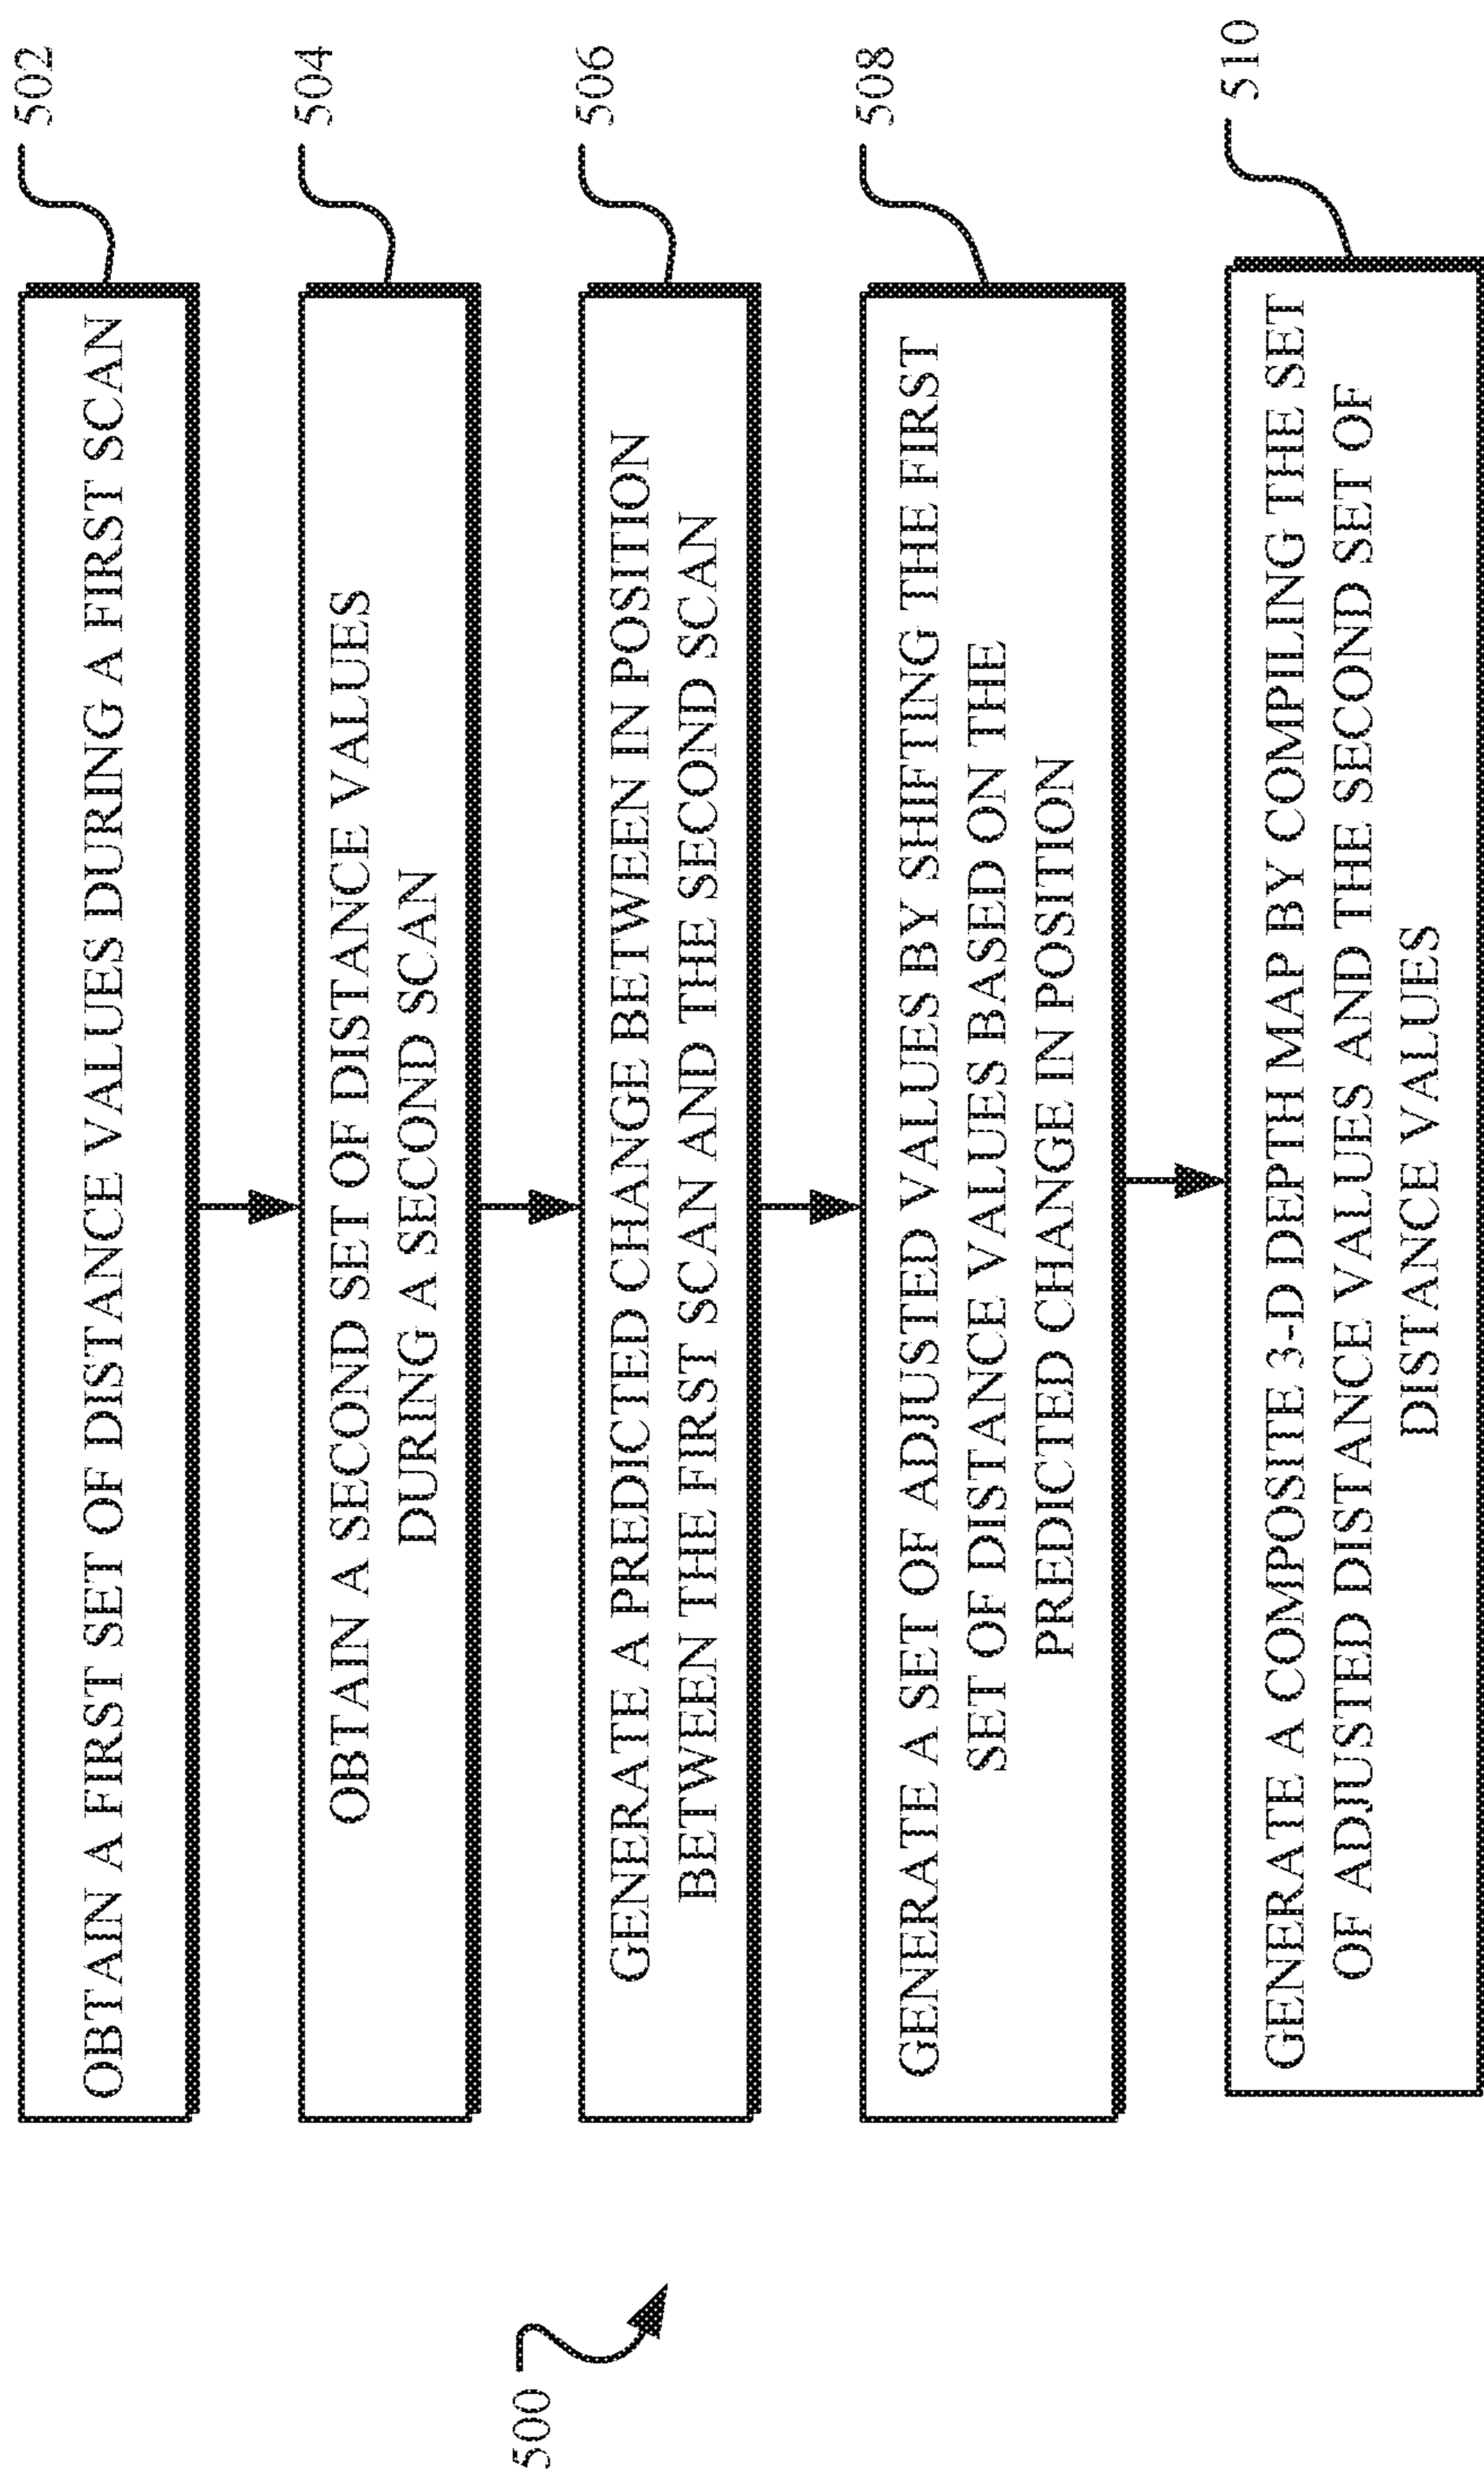 500
OBTAIN A FIRST SET OF DISTANCE VALUES DURING A FIRST SCAN
502
OBTAIN A SECOND SET OF DISTANCE VALUES
DURING A SECOND SCAN
504
GENERATE A PREDICTED CHANGE BETWEEN IN POSITION
BETWEEN THE FIRST SCAN AND THE SECOND SCAN
506
GENERATE A SET OF ADJUSTED VALUES BY SHIFTING THE FIRST
SET OF DISTANCE VALUES BASED ON THE
PREDICTED CHANGE IN POSITION
508
GENERATE A COMPOSITE 3-D DEPTH MAP BY COMPILING THE SET
OF ADJUSTED DISTANCE VALUES AND THE SECOND SET OF
DISTANCE VALUES
510